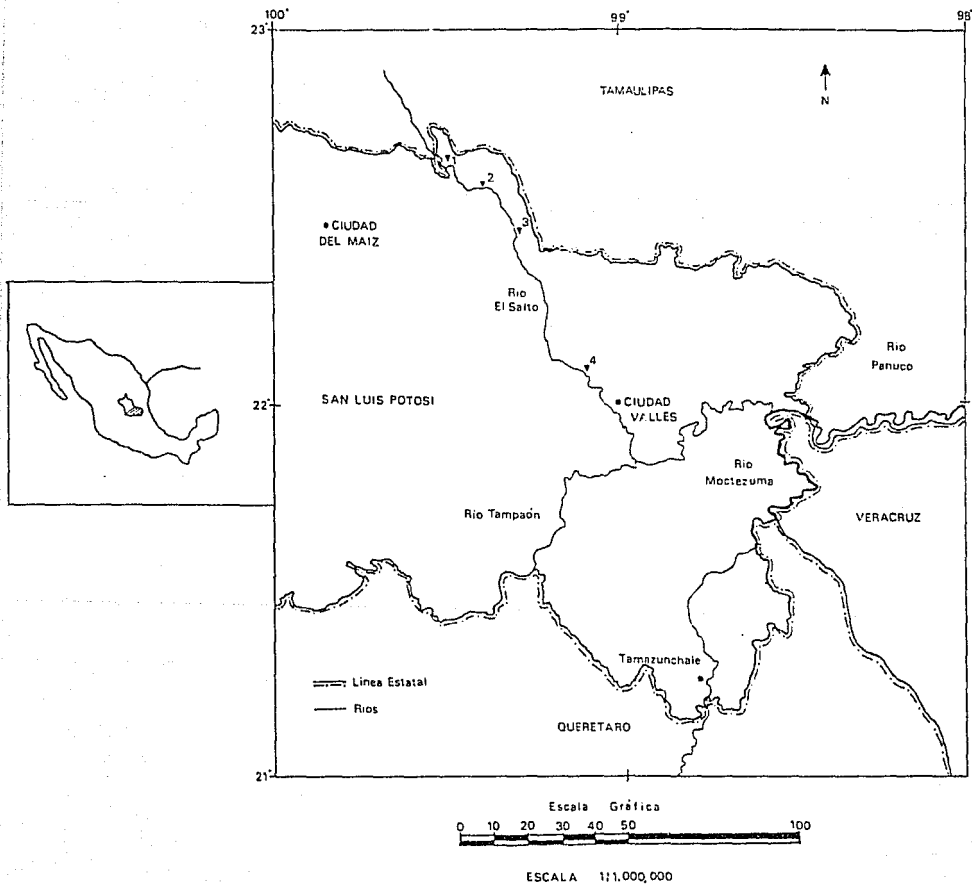 100°
99°
98°
23°
TAMAULIPAS
N
2
CIUDAD
DEL MAIZ
3
Rio
El Salto
4
Rio
Panuco
SAN LUIS POTOSI
22°
CIUDAD
VALLES
Rio
Moctezuma
Rio Tampaón
VERACRUZ
Tamazunchale
Linea Estatal
Rios
QUERETARO
21°
99°
98°
Escala Gráfica
0 10 20 30 40 50 100
ESCALA 1:1.000,000